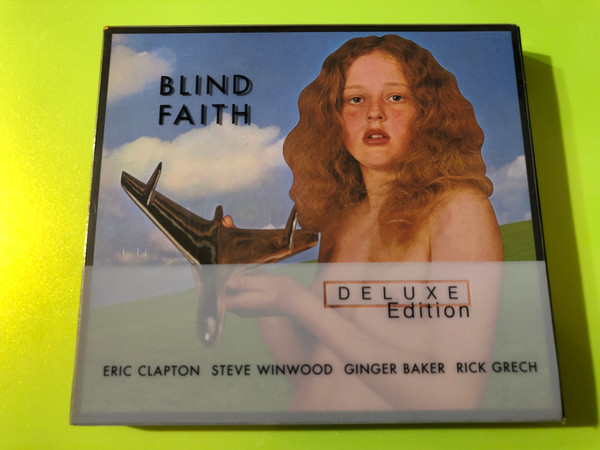 BLIND
FAITH
DELUXE
Edition
ERIC CLAPTON STEVE WINWOOD GINGER BAKER RICK GRECH